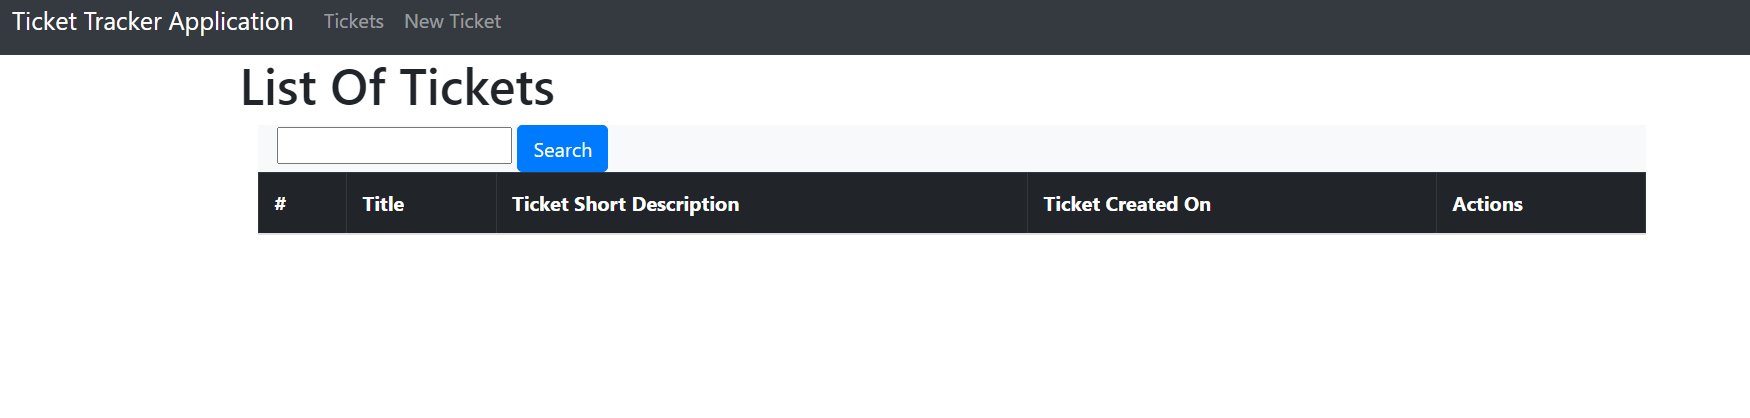 Ticket Tracker Application Tickets New Ticket
List Of Tickets
Search
# Title Ticket Short Description Ticket Created On Actions